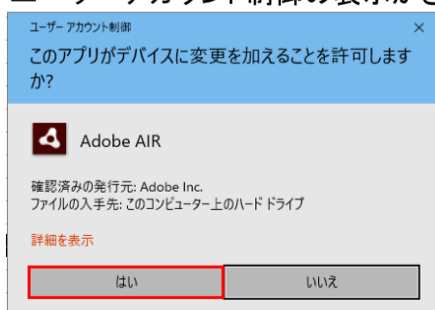 ユーザー アカウント制御
このアプリがデバイスに変更を加えることを許可します
か?
Adobe AIR
確認済みの発行元: Adobe Inc.
ファイルの入手先: このコンピューター上のハード ドライブ
詳細を表示
はい
いいえ